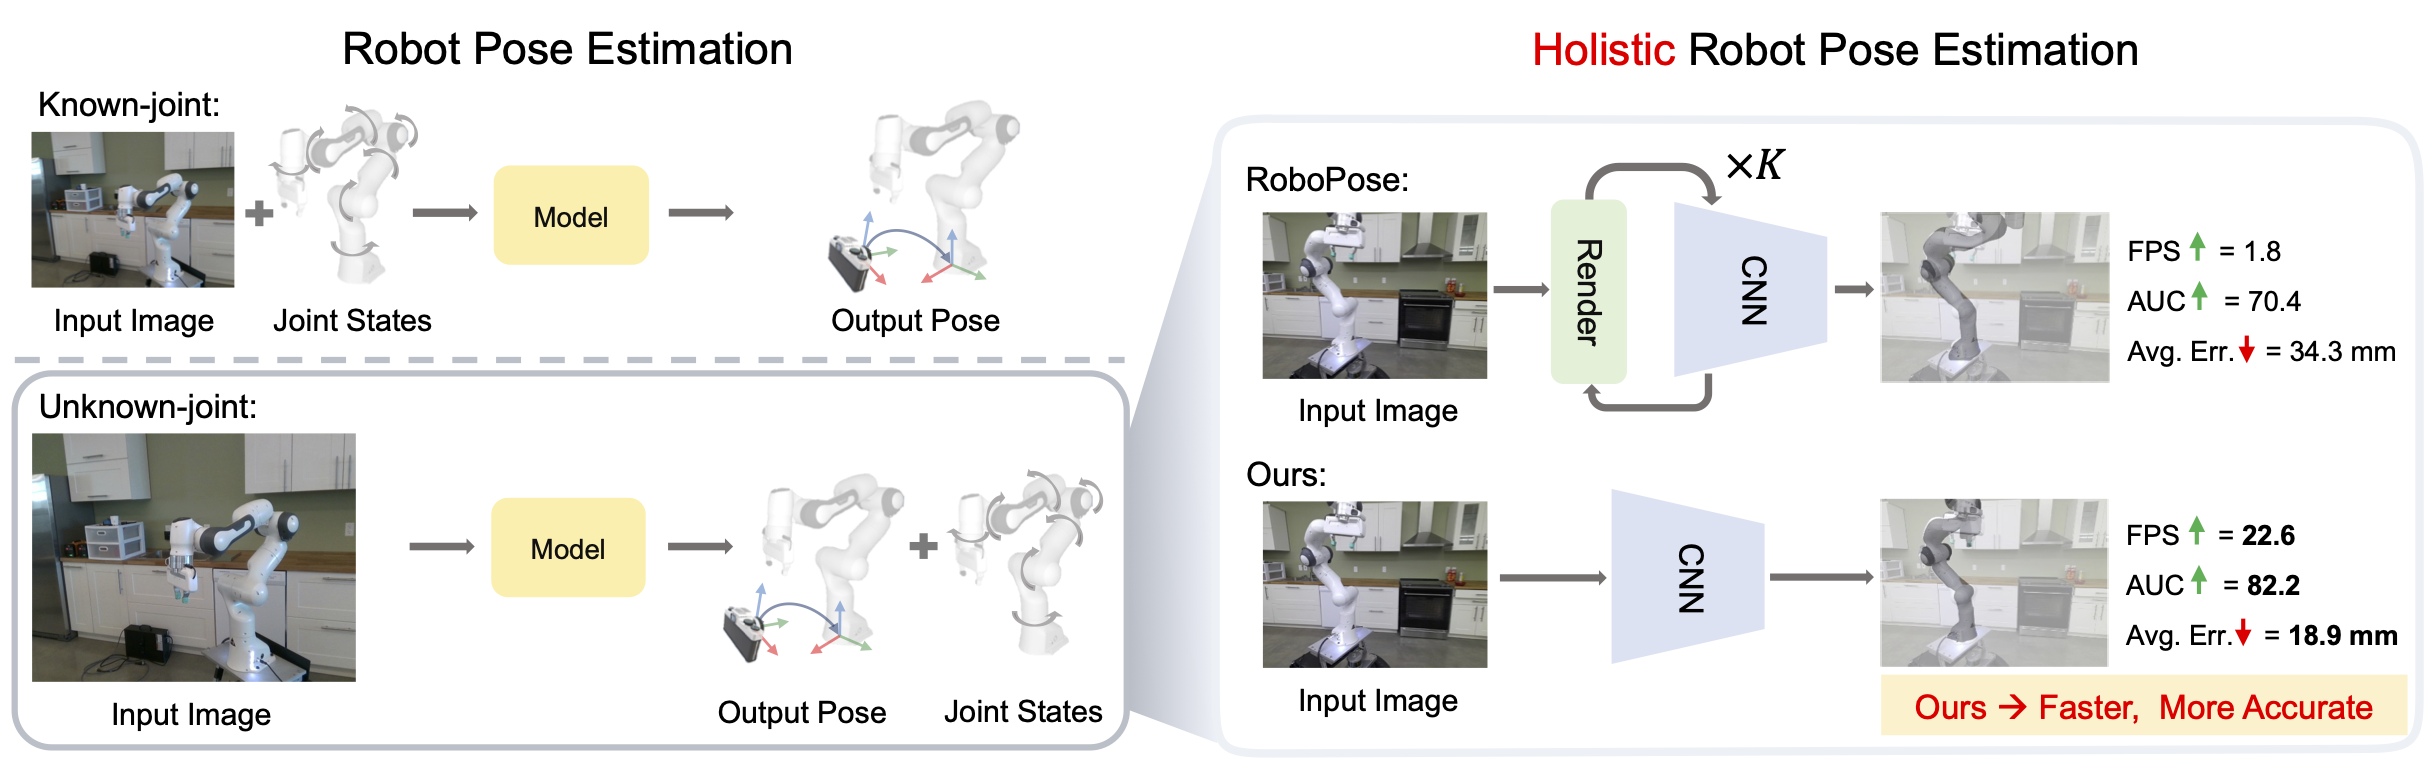 Robot Pose Estimation
Known-joint:
Model
Input Image
Joint States
Output Pose
Unknown-joint:
Model
Input Image
Output Pose
Joint States
Holistic Robot Pose Estimation
RoboPose:
×K
Render
CNN
Input Image
FPS ↑ = 1.8
AUC ↑ = 70.4
Avg. Err. ↓ = 34.3 mm
Ours:
CNN
Input Image
FPS ↑ = 22.6
AUC ↑ = 82.2
Avg. Err. ↓ = 18.9 mm
Ours → Faster, More Accurate